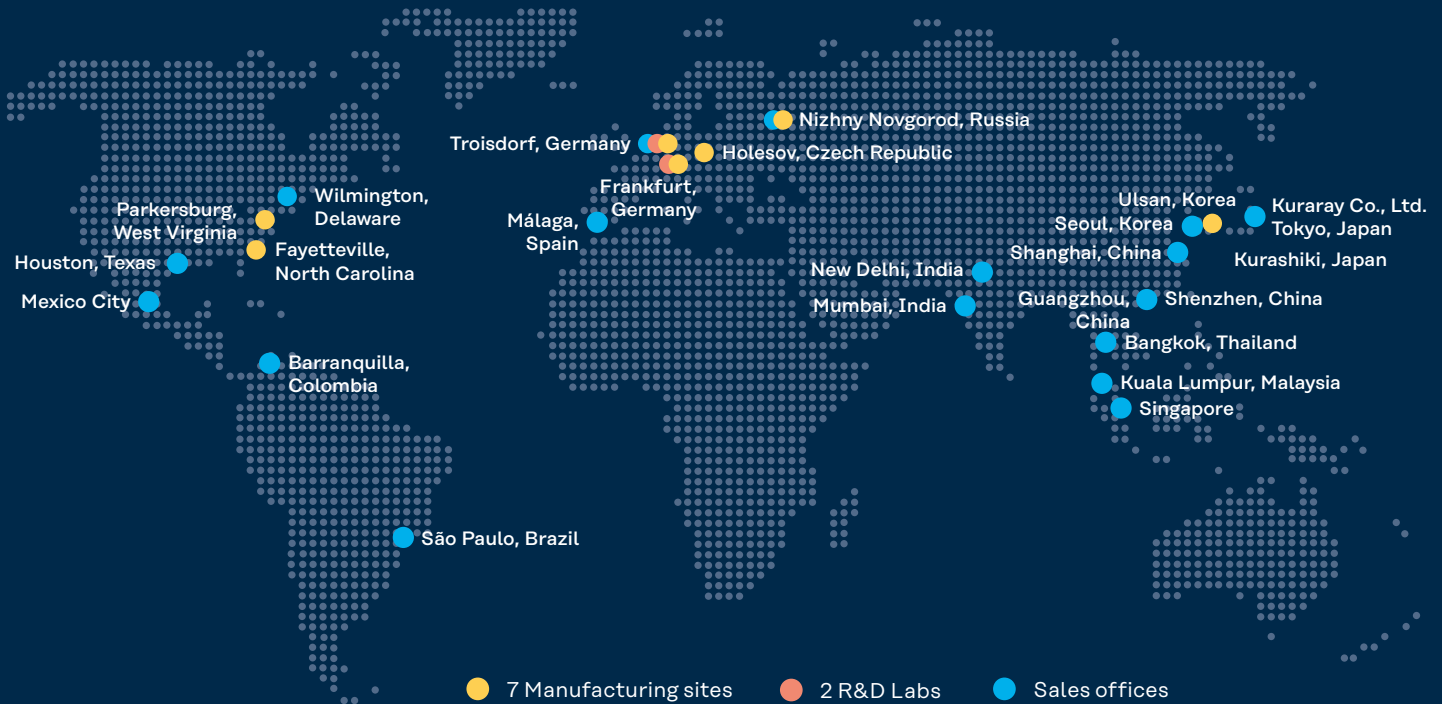 Nizhny Novgorod, Russia
Troisdorf, Germany
Holesov, Czech Republic
Frankfurt,
Germany
Málaga,
Spain
Wilmington,
Delaware
Parkersburg,
West Virginia
Fayetteville,
North Carolina
Houston, Texas
Mexico City
Barranquilla,
Colombia
São Paulo, Brazil
Ulsan, Korea
Seoul, Korea
Kuraray Co., Ltd.
Tokyo, Japan
Kurashiki, Japan
Shanghai, China
New Delhi, India
Mumbai, India
Guangzhou,
China
Shenzhen, China
Bangkok, Thailand
Kuala Lumpur, Malaysia
Singapore
7 Manufacturing sites
2 R&D Labs
Sales offices